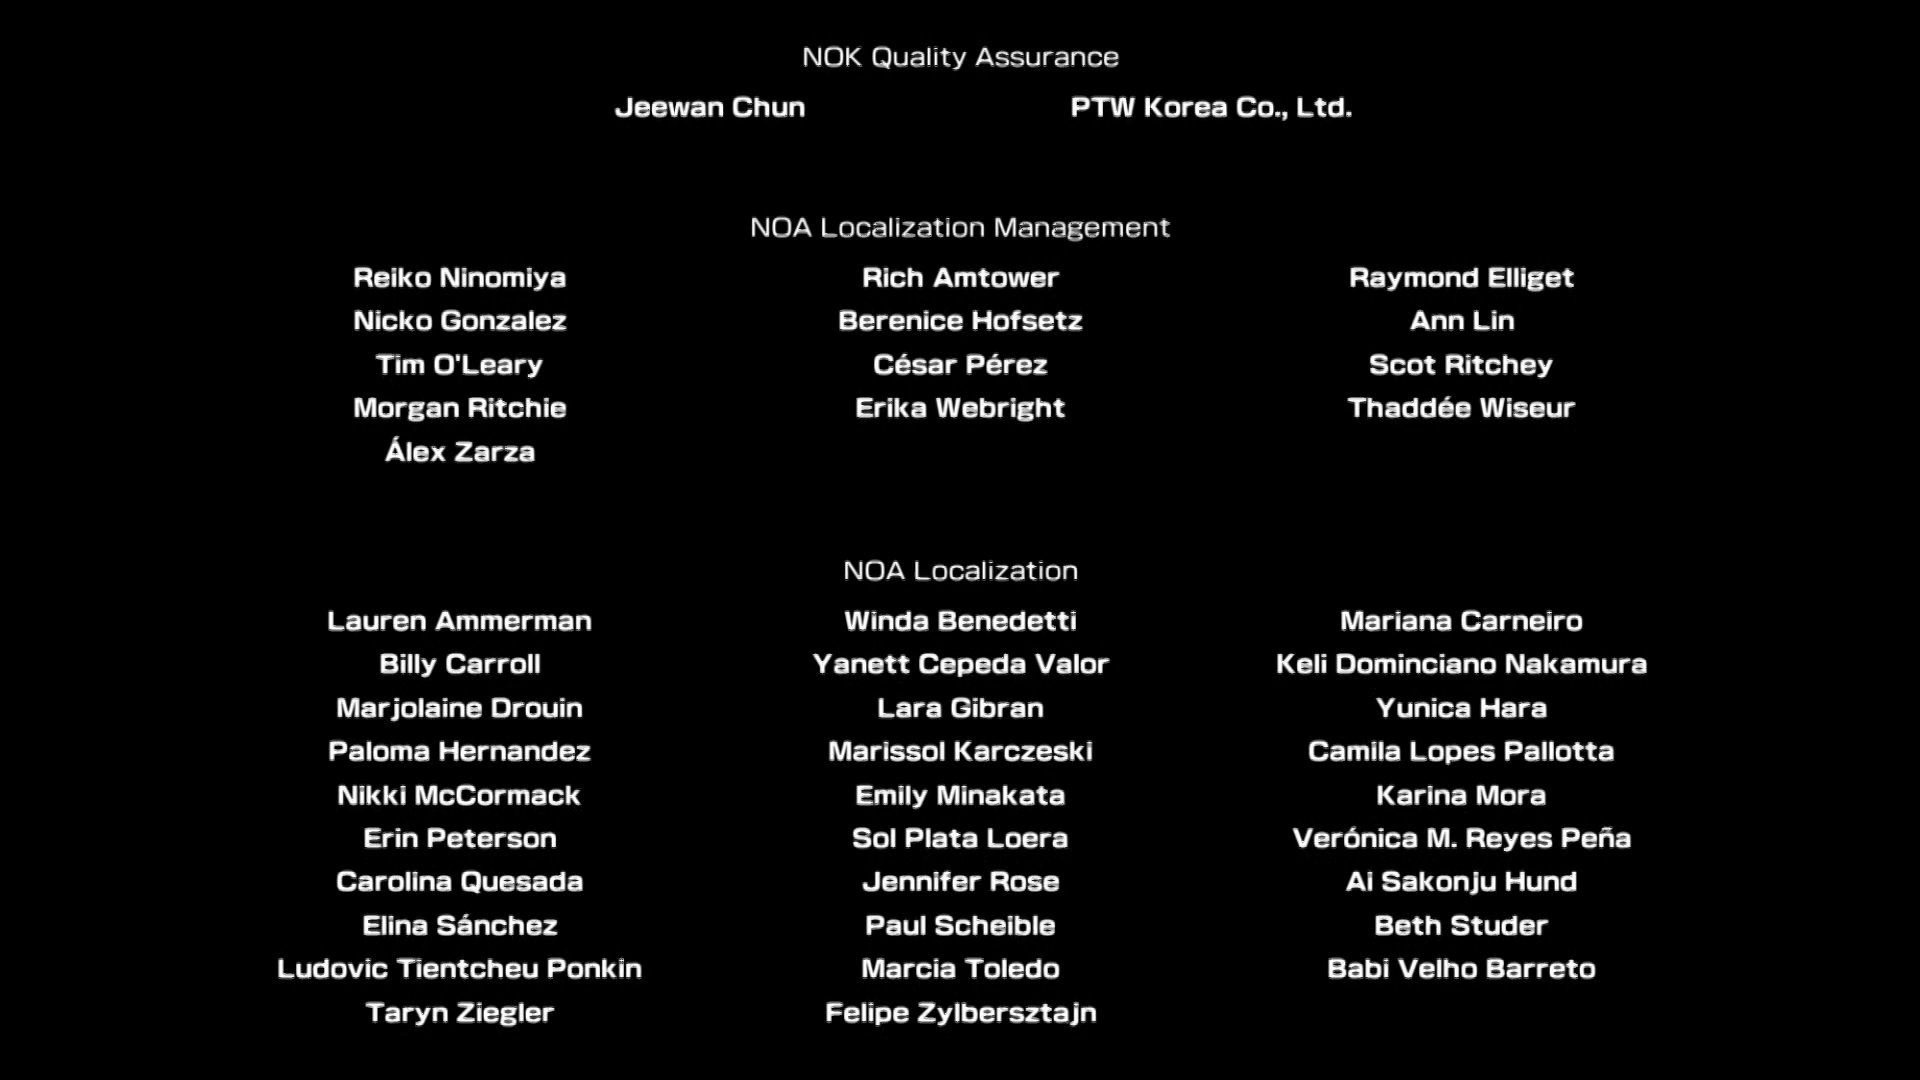 NOK Quality Assurance
Jeewan Chun PTW Korea Co., Ltd.
NOA Localization Management
Reiko Ninomiya Rich Amtower Raymond Elliget
Nicko Gonzalez Berenice Hofsetz Ann Lin
Tim O'Leary César Pérez Scot Ritchey
Morgan Ritchie Erika Webright Thaddée Wiseur
Álex Zarza
NOA Localization
Lauren Ammerman Winda Benedetti Mariana Carneiro
Billy Carroll Yanett Cepeda Valor Keli Dominciano Nakamura
Marjolaine Drouin Lara Gibran Yunica Hara
Paloma Hernandez Marissol Karczeski Camila Lopes Pallotta
Nikki McCormack Emily Minakata Karina Mora
Erin Peterson Sol Plata Loera Verónica M. Reyes Peña
Carolina Quesada Jennifer Rose Ai Sakonju Hund
Elina Sánchez Paul Scheible Beth Studer
Ludovic Tientcheu Ponkin Marcia Toledo Babi Velho Barreto
Taryn Ziegler Felipe Zylbersztajn